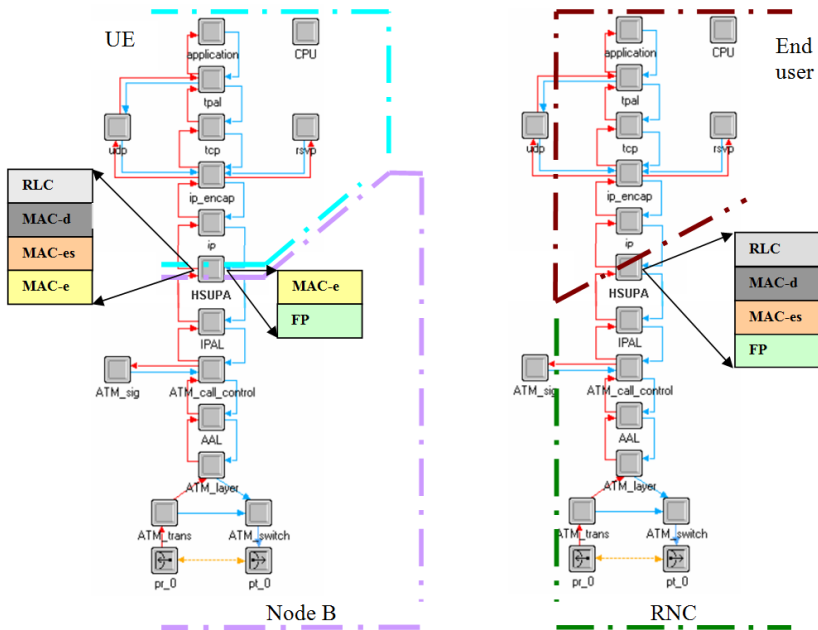 UE
application
CPU
tpal
udp
tcp
rsvp
ip_encap
RLC
MAC-d
MAC-es
MAC-e
ip
HSUPA
MAC-e
FP
IPAL
ATM_sig
ATM_call_control
AAL
ATM_layer
ATM_trans
ATM_switch
pr_0
pt_0
Node B
End
user
application
CPU
tpal
udp
tcp
rsvp
ip_encap
ip
HSUPA
RLC
MAC-d
MAC-es
FP
IPAL
ATM_sig
ATM_call_control
AAL
ATM_layer
ATM_trans
ATM_switch
pr_0
pt_0
RNC